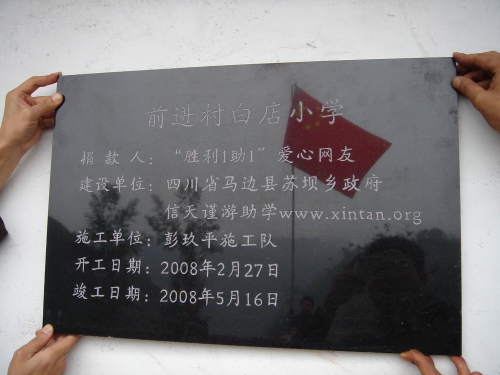 前进村白店小学
捐款人：“胜利1助1”爱心网友
建设单位：四川省马边县苏坝乡政府
信天谨游助学www.xintan.org
施工单位：彭玖平施工队
开工日期：2008年2月27日
竣工日期：2008年5月16日